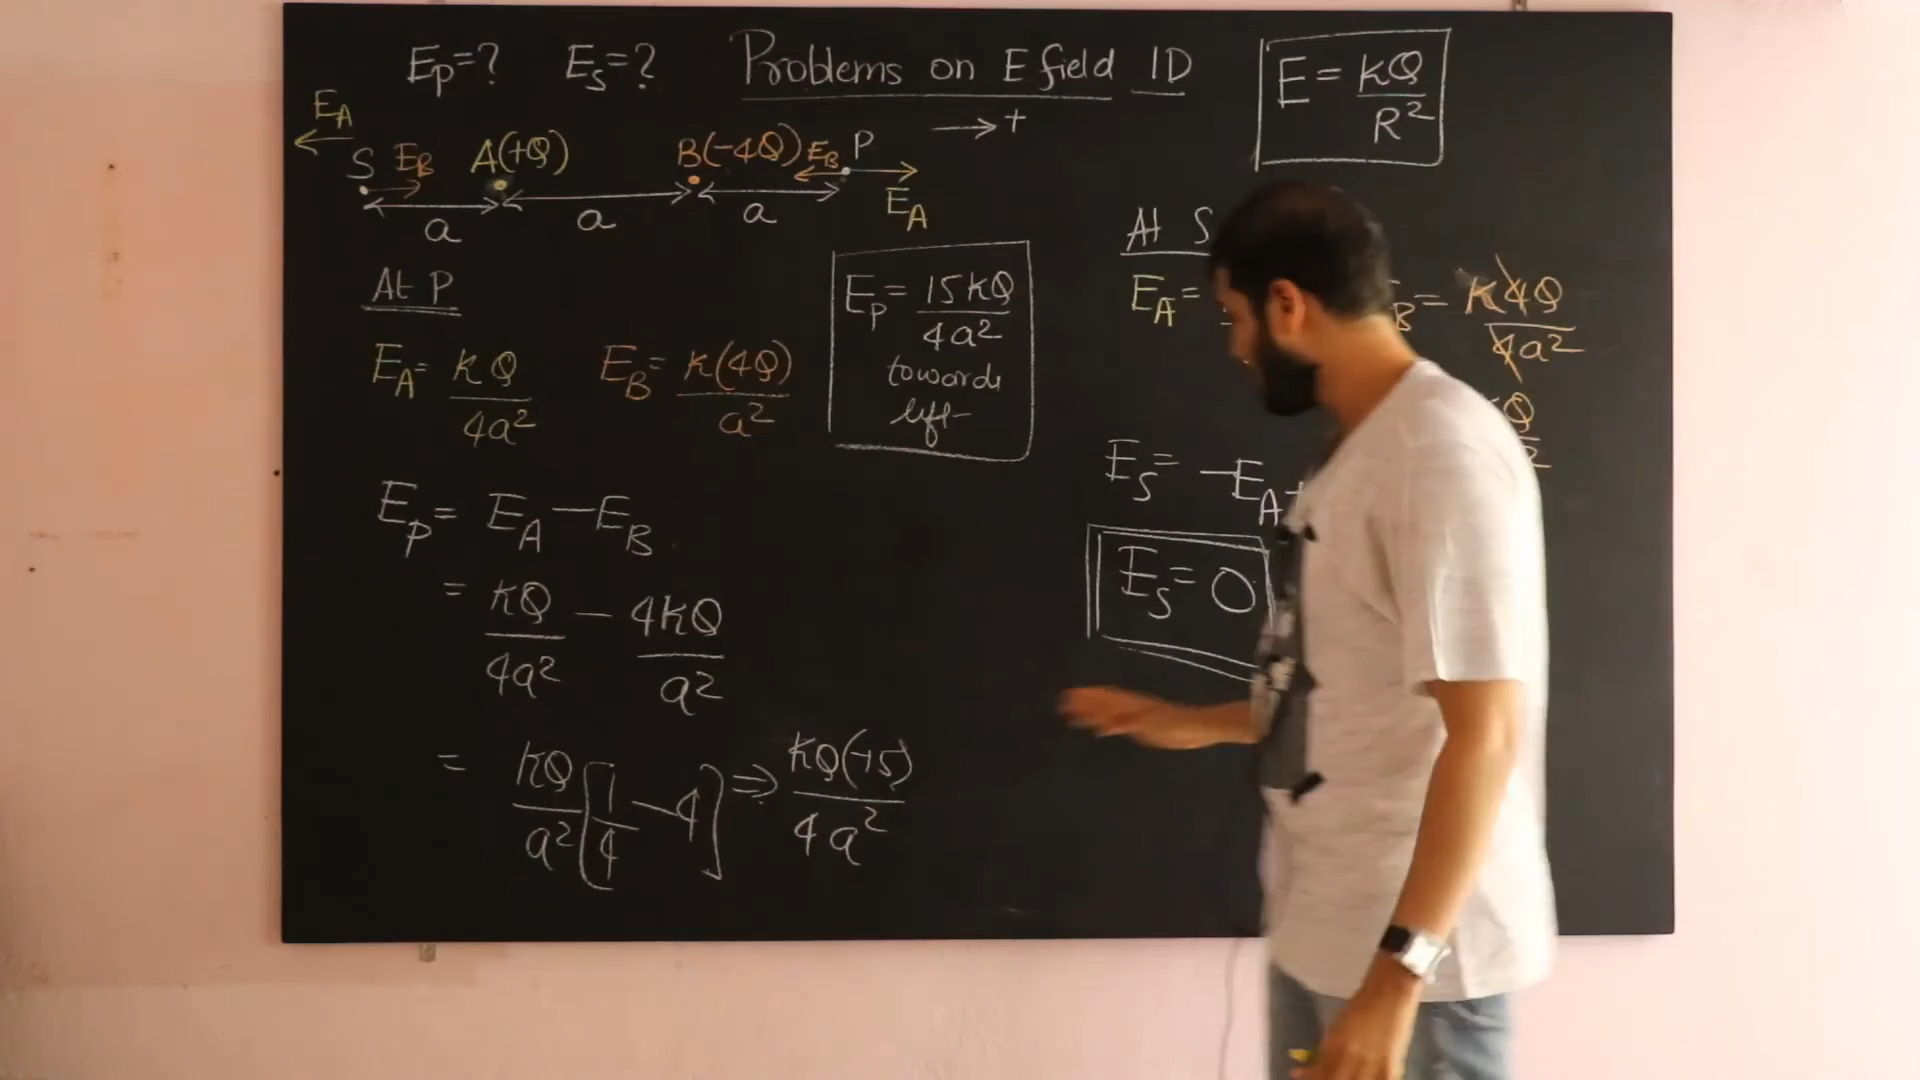 Ep=? Es=? Problems on E field 1D
E = kQ/R²
→ +
EA
S EB A(+Q) B(-4Q) EB P
EA
a a a
At P
EA = kQ/4a² EB = k(4Q)/a²
Ep = 15kQ/4a²
towards
left
Ep = EA − EB
= kQ/4a² − 4kQ/a²
= kQ/a² [1/4 − 4] ⇒ kQ(-15)/4a²
At S
EA = B = k4Q/4a²
Q
2
Es = −EA +
Es = 0